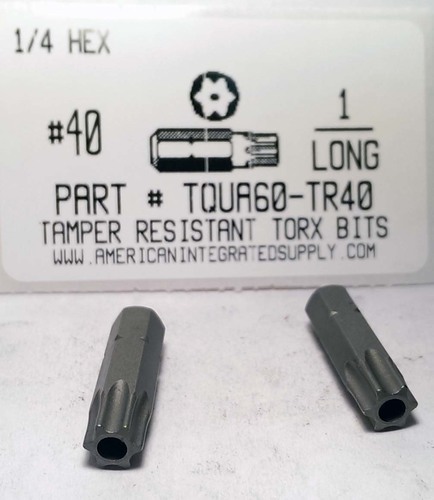 1/4 HEX
#40
1
LONG
PART # TQUA60-TR40
TAMPER RESISTANT TORX BITS
WWW.AMERICANINTEGRATEDSUPPLY.COM